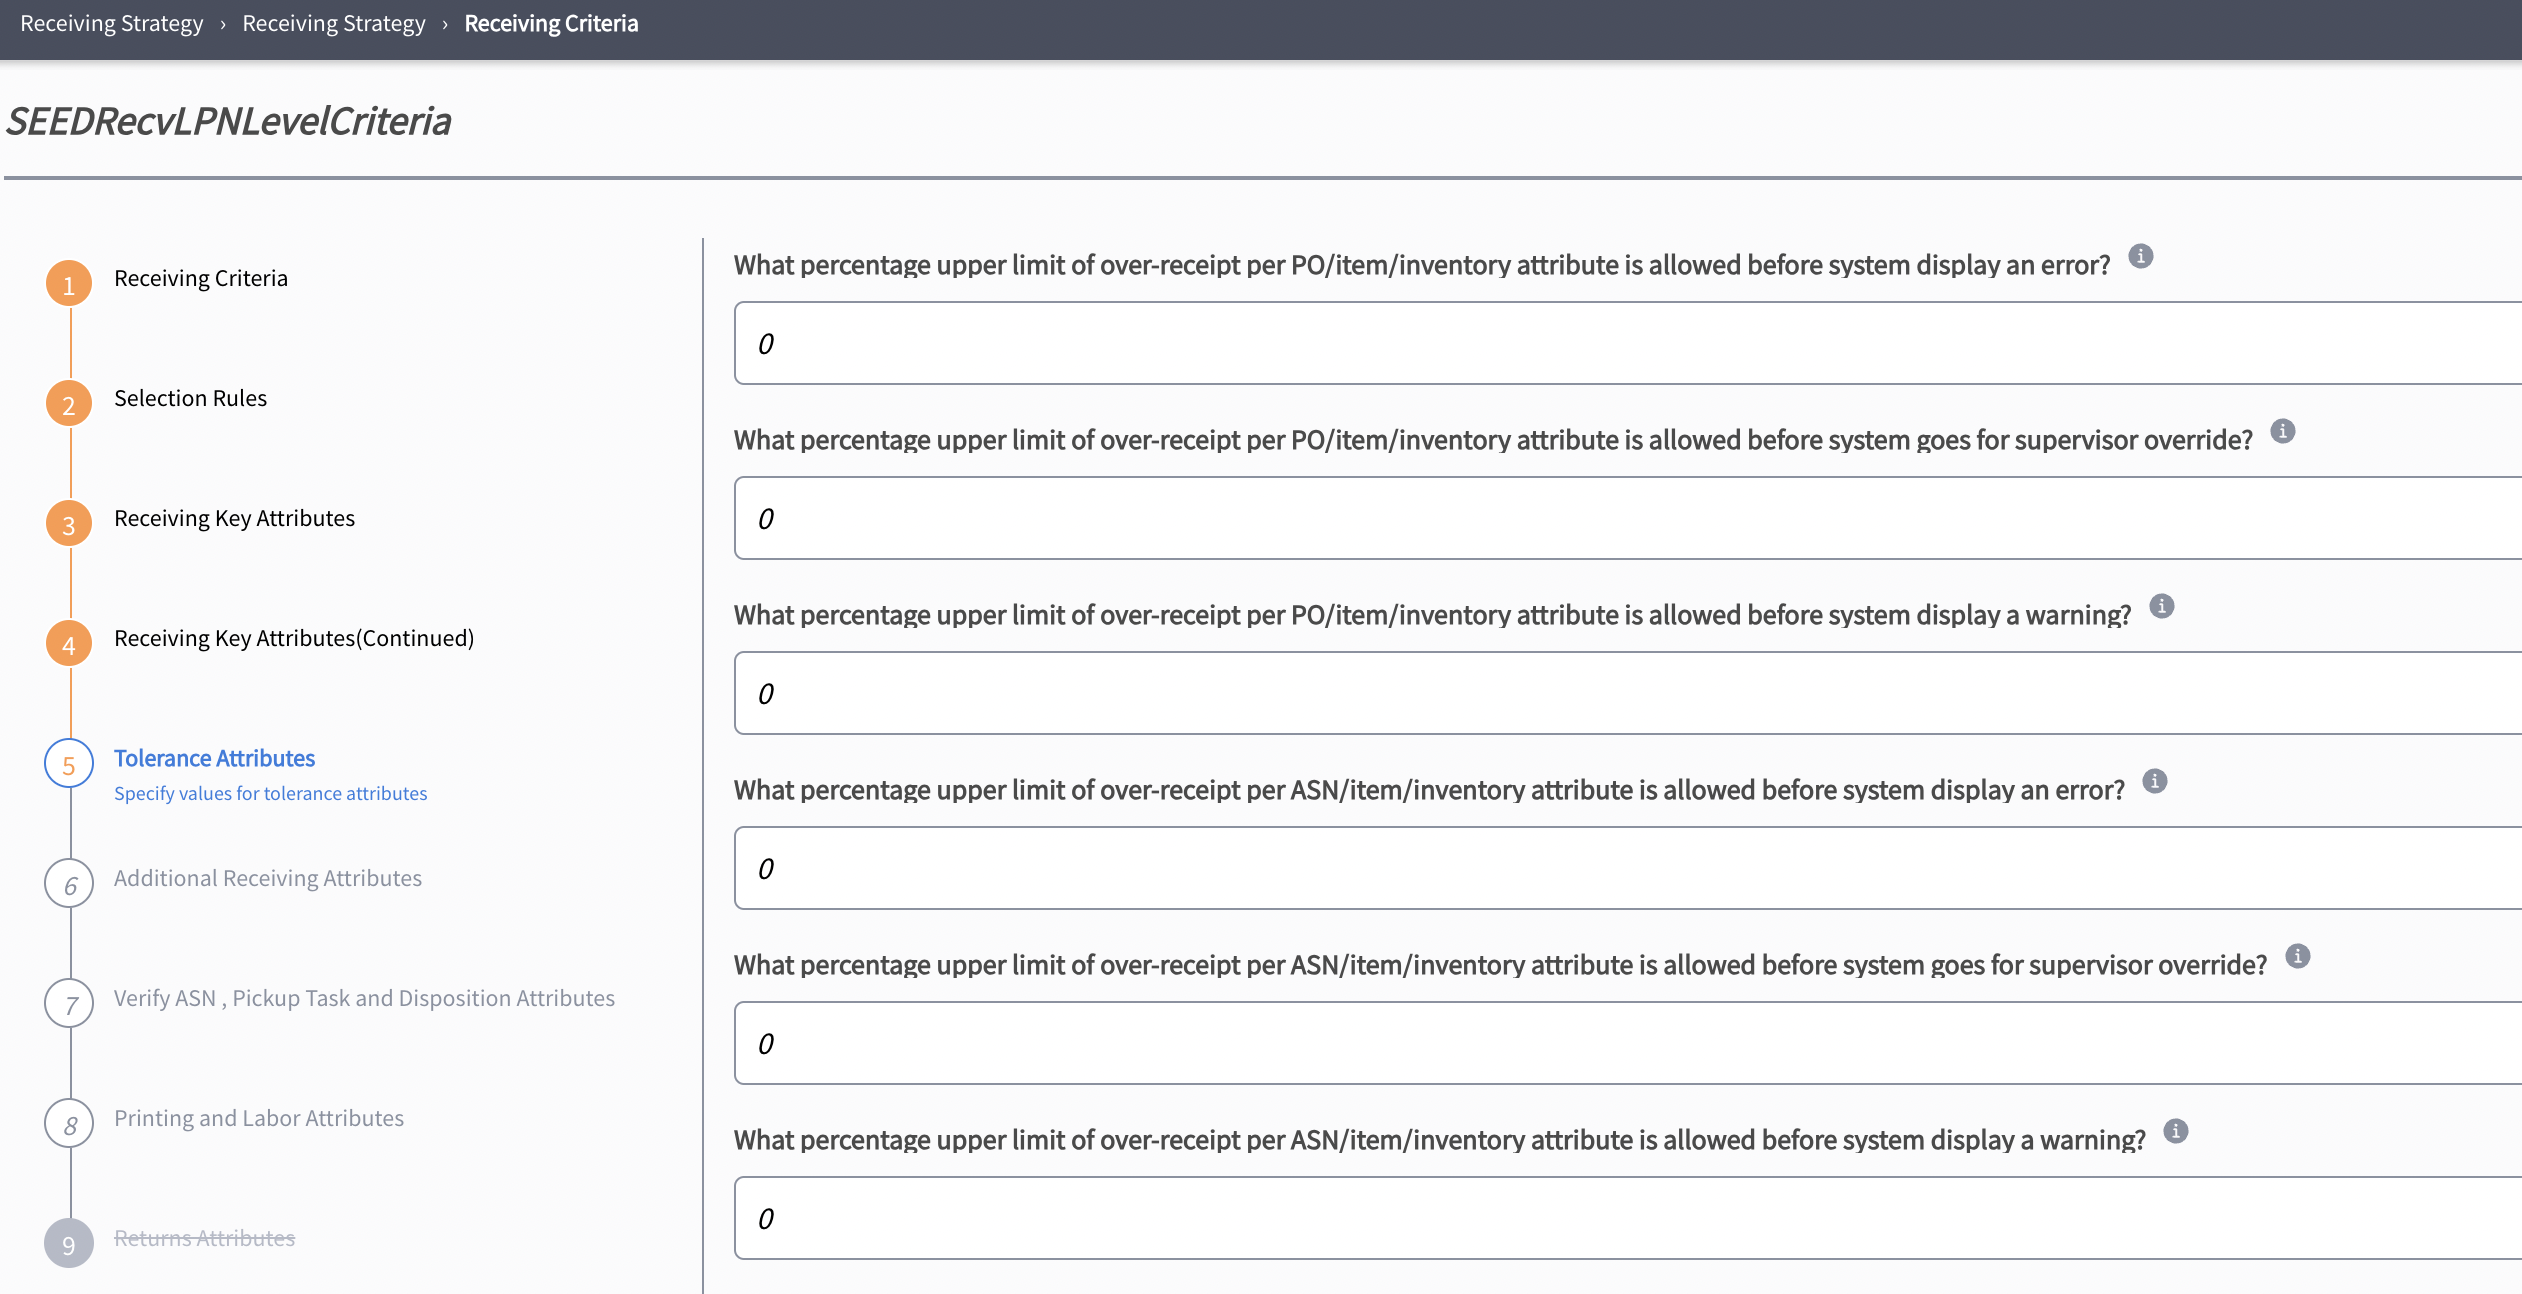 Receiving Strategy › Receiving Strategy › Receiving Criteria
SEEDRecvLPNLevelCriteria
1 Receiving Criteria
2 Selection Rules
3 Receiving Key Attributes
4 Receiving Key Attributes(Continued)
5 Tolerance Attributes
Specify values for tolerance attributes
6 Additional Receiving Attributes
7 Verify ASN , Pickup Task and Disposition Attributes
8 Printing and Labor Attributes
9 Returns Attributes
What percentage upper limit of over-receipt per PO/item/inventory attribute is allowed before system display an error? i
0
What percentage upper limit of over-receipt per PO/item/inventory attribute is allowed before system goes for supervisor override? i
0
What percentage upper limit of over-receipt per PO/item/inventory attribute is allowed before system display a warning? i
0
What percentage upper limit of over-receipt per ASN/item/inventory attribute is allowed before system display an error? i
0
What percentage upper limit of over-receipt per ASN/item/inventory attribute is allowed before system goes for supervisor override? i
0
What percentage upper limit of over-receipt per ASN/item/inventory attribute is allowed before system display a warning? i
0